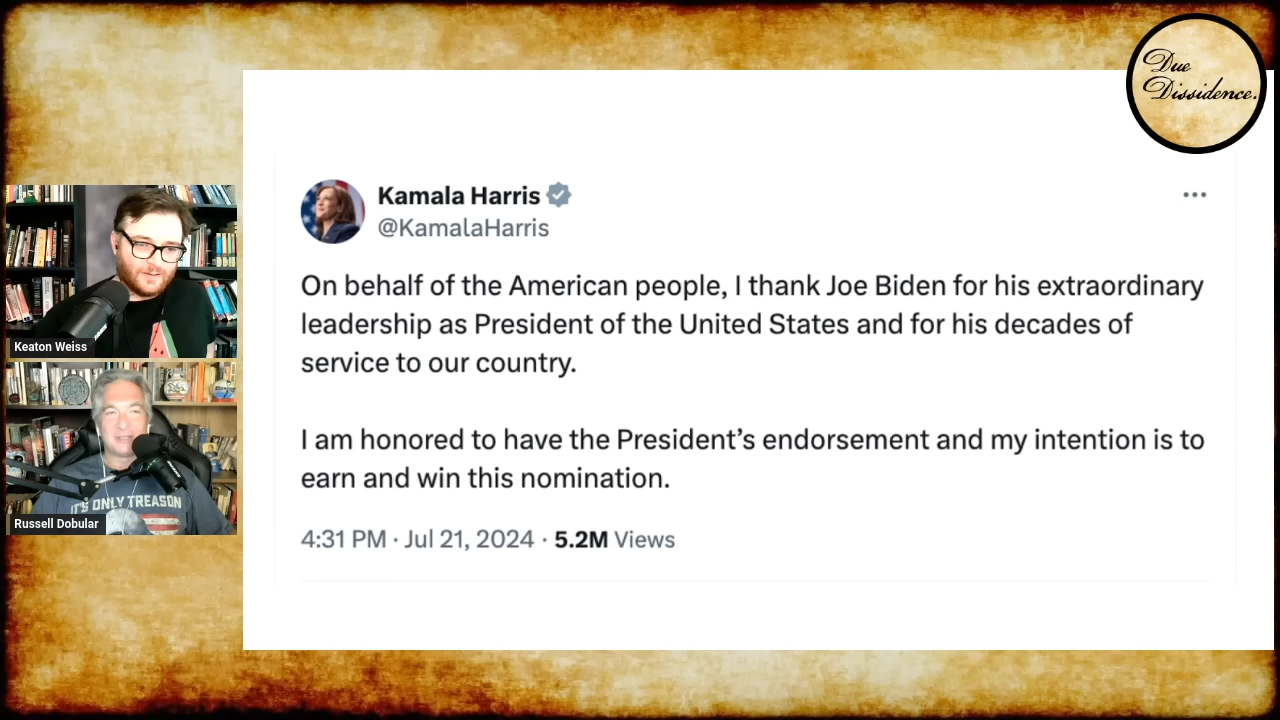 Due
Dissidence.
Kamala Harris
@KamalaHarris
On behalf of the American people, I thank Joe Biden for his extraordinary
leadership as President of the United States and for his decades of
service to our country.
I am honored to have the President’s endorsement and my intention is to
earn and win this nomination.
4:31 PM · Jul 21, 2024 · 5.2M Views
Keaton Weiss
IT'S ONLY TREASON
Russell Dobular